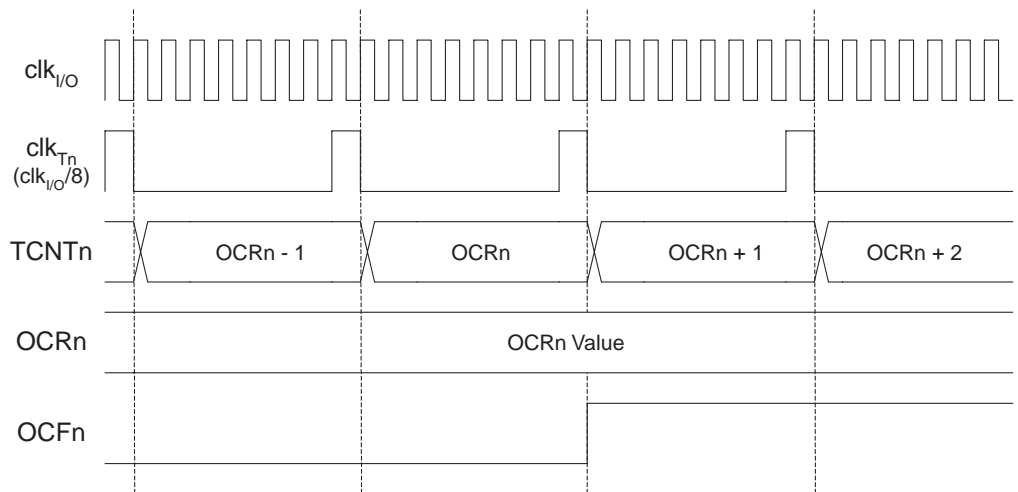 clkI/O
clkTn
(clkI/O/8)
TCNTn OCRn - 1 OCRn OCRn + 1 OCRn + 2
OCRn OCRn Value
OCFn